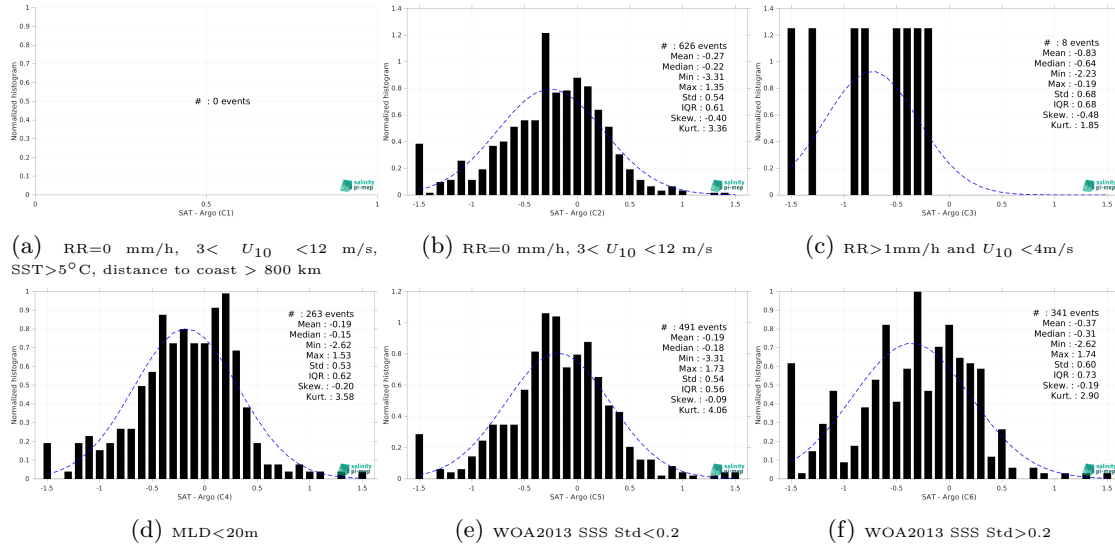 1
0.9
0.8
0.7
0.6
0.5
0.4
0.3
0.2
0.1
0
Normalized histogram
# : 0 events
salinity
pi-mep
0 0.5 1
SAT - Argo (C1)
(a) RR=0 mm/h, 3< U10 <12 m/s,
SST>5°C, distance to coast > 800 km
1.4
1.2
1
0.8
0.6
0.4
0.2
0
Normalized histogram
# : 626 events
Mean : -0.27
Median : -0.22
Min : -3.31
Max : 1.35
Std : 0.54
IQR : 0.61
Skew. : -0.40
Kurt. : 3.36
salinity
pi-mep
-1.5 -1 -0.5 0 0.5 1 1.5
SAT - Argo (C2)
(b) RR=0 mm/h, 3< U10 <12 m/s
1.4
1.2
1
0.8
0.6
0.4
0.2
0
Normalized histogram
# : 8 events
Mean : -0.83
Median : -0.64
Min : -2.23
Max : -0.19
Std : 0.68
IQR : 0.68
Skew. : -0.48
Kurt. : 1.85
salinity
pi-mep
-1.5 -1 -0.5 0 0.5 1 1.5
SAT - Argo (C3)
(c) RR>1mm/h and U10 <4m/s
1
0.9
0.8
0.7
0.6
0.5
0.4
0.3
0.2
0.1
0
Normalized histogram
# : 263 events
Mean : -0.19
Median : -0.15
Min : -2.62
Max : 1.53
Std : 0.53
IQR : 0.62
Skew. : -0.20
Kurt. : 3.58
salinity
pi-mep
-1.5 -1 -0.5 0 0.5 1 1.5
SAT - Argo (C4)
(d) MLD<20m
1.2
1
0.8
0.6
0.4
0.2
0
Normalized histogram
# : 491 events
Mean : -0.19
Median : -0.18
Min : -3.31
Max : 1.73
Std : 0.54
IQR : 0.56
Skew. : -0.09
Kurt. : 4.06
salinity
pi-mep
-1.5 -1 -0.5 0 0.5 1 1.5
SAT - Argo (C5)
(e) WOA2013 SSS Std<0.2
1
0.9
0.8
0.7
0.6
0.5
0.4
0.3
0.2
0.1
0
Normalized histogram
# : 341 events
Mean : -0.37
Median : -0.31
Min : -2.62
Max : 1.74
Std : 0.60
IQR : 0.73
Skew. : -0.19
Kurt. : 2.90
salinity
pi-mep
-1.5 -1 -0.5 0 0.5 1 1.5
SAT - Argo (C6)
(f) WOA2013 SSS Std>0.2